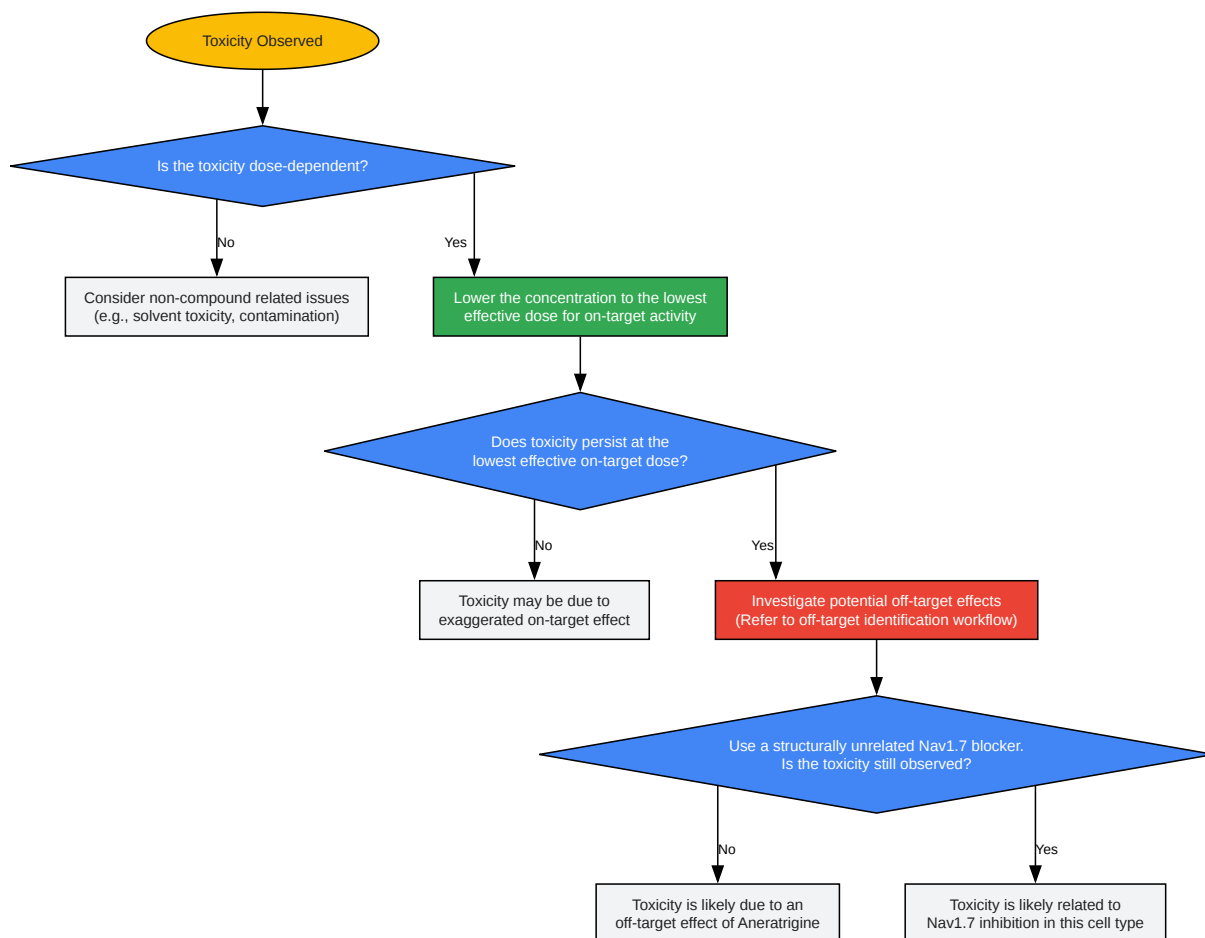 Toxicity Observed
Is the toxicity dose-dependent?
No
Yes
Consider non-compound related issues
(e.g., solvent toxicity, contamination)
Lower the concentration to the lowest
effective dose for on-target activity
Does toxicity persist at the
lowest effective on-target dose?
No
Yes
Toxicity may be due to
exaggerated on-target effect
Investigate potential off-target effects
(Refer to off-target identification workflow)
Use a structurally unrelated Nav1.7 blocker.
Is the toxicity still observed?
No
Yes
Toxicity is likely due to an
off-target effect of Aneratrigine
Toxicity is likely related to
Nav1.7 inhibition in this cell type